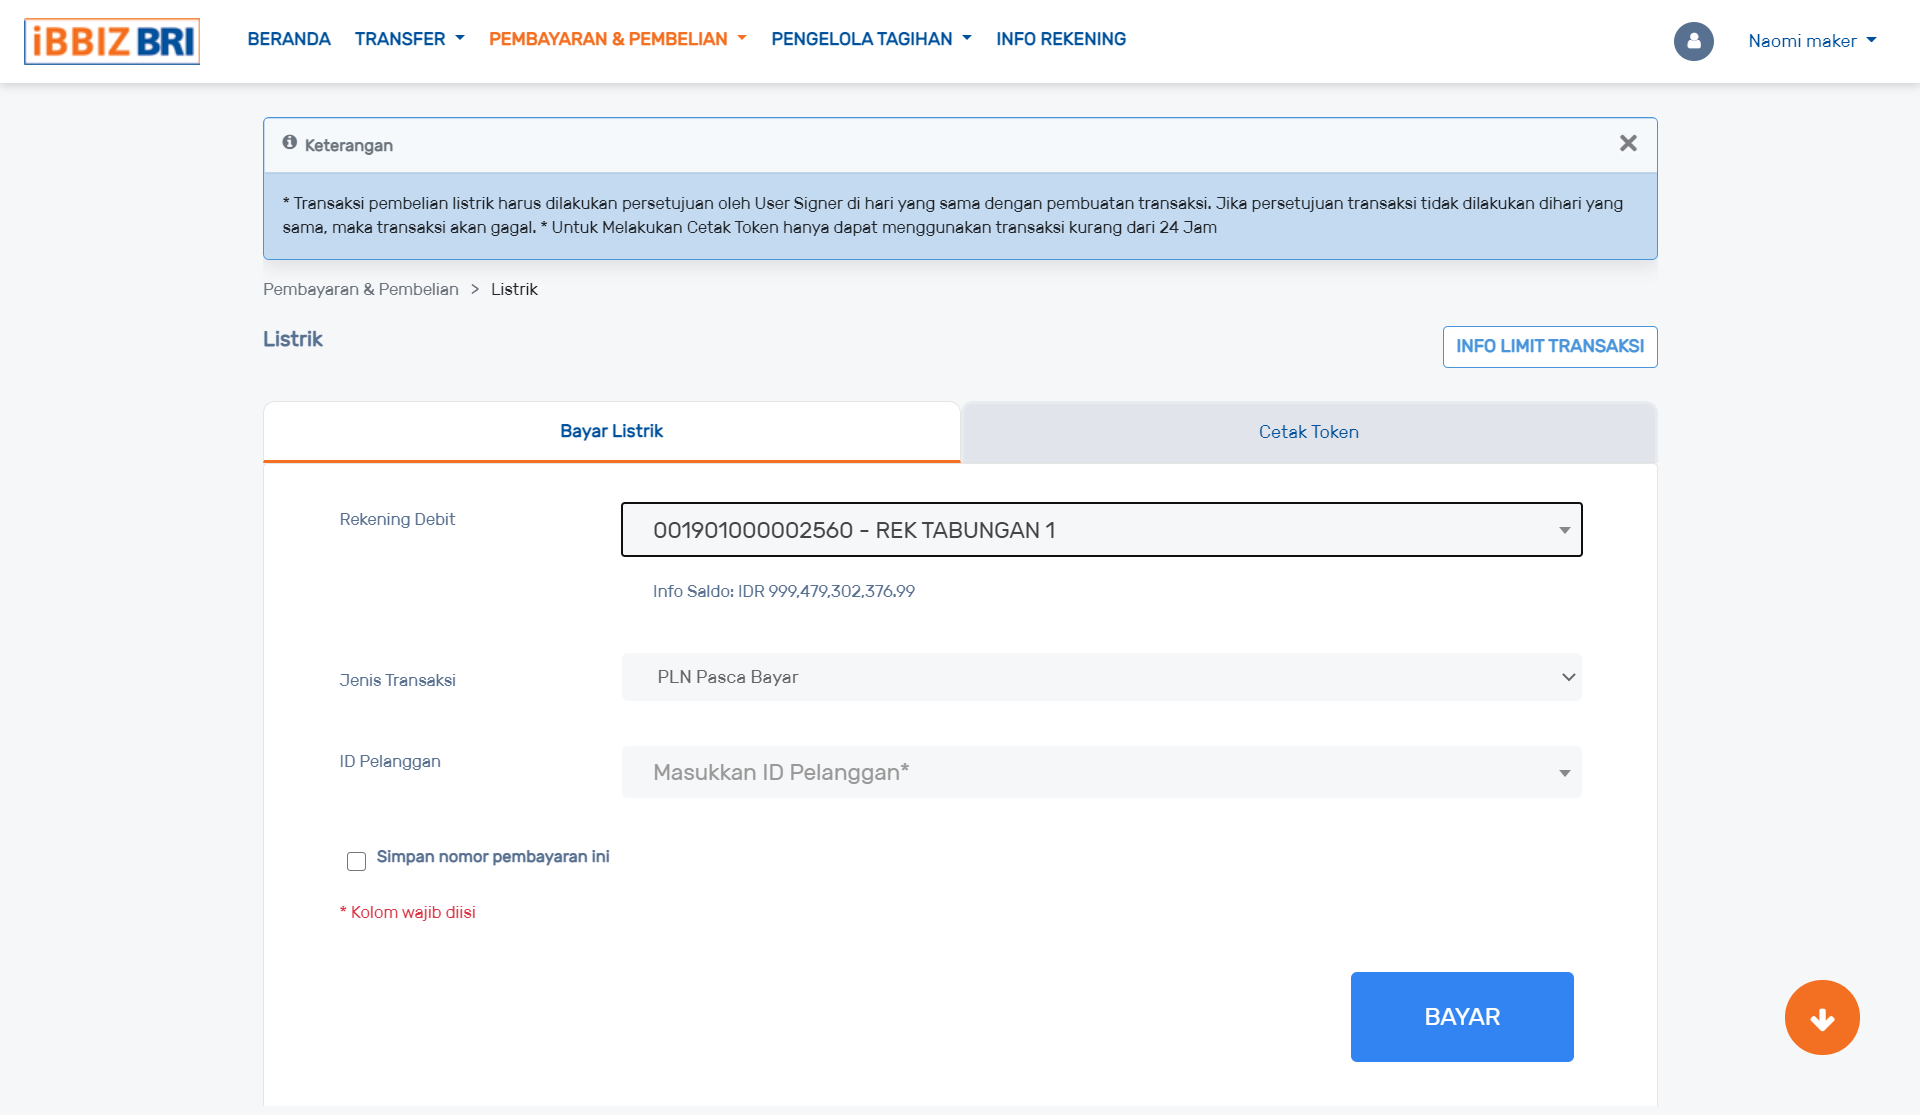 iBBIZ BRI
BERANDA TRANSFER PEMBAYARAN & PEMBELIAN PENGELOLA TAGIHAN INFO REKENING
Naomi maker
Keterangan
* Transaksi pembelian listrik harus dilakukan persetujuan oleh User Signer di hari yang sama dengan pembuatan transaksi. Jika persetujuan transaksi tidak dilakukan dihari yang
sama, maka transaksi akan gagal. * Untuk Melakukan Cetak Token hanya dapat menggunakan transaksi kurang dari 24 Jam
Pembayaran & Pembelian > Listrik
Listrik
INFO LIMIT TRANSAKSI
Bayar Listrik
Cetak Token
Rekening Debit
001901000002560 - REK TABUNGAN 1
Info Saldo: IDR 999,479,302,376.99
Jenis Transaksi
PLN Pasca Bayar
ID Pelanggan
Masukkan ID Pelanggan*
Simpan nomor pembayaran ini
* Kolom wajib diisi
BAYAR